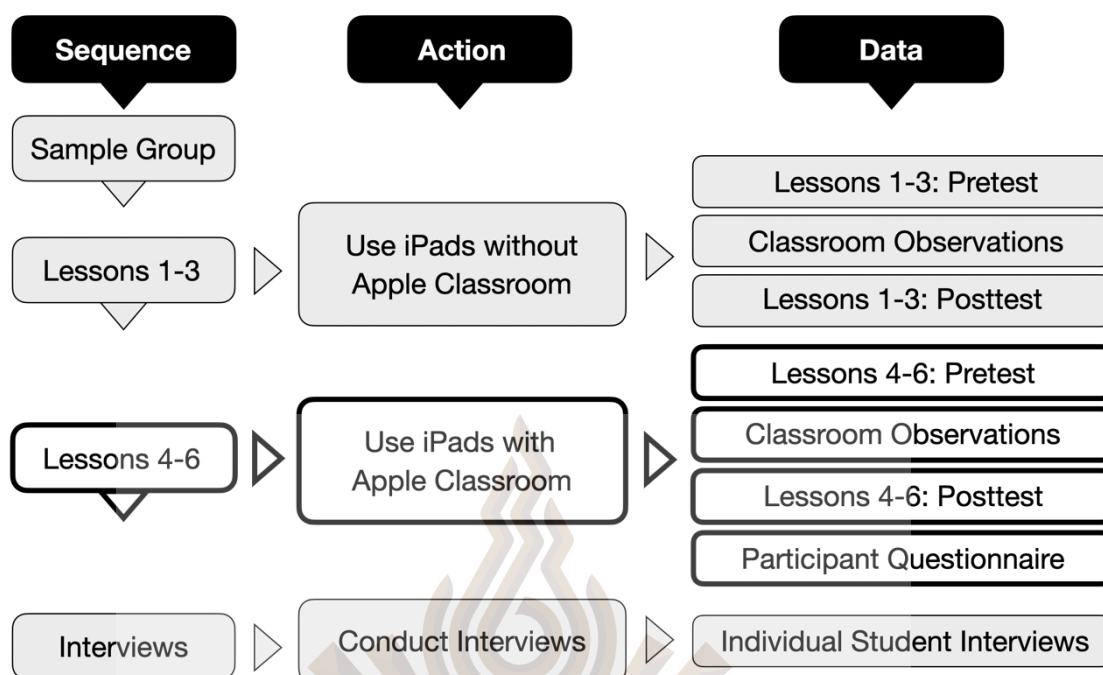 Sequence
Action
Data
Sample Group
Lessons 1-3
Use iPads without
Apple Classroom
Lessons 1-3: Pretest
Classroom Observations
Lessons 1-3: Posttest
Lessons 4-6
Use iPads with
Apple Classroom
Lessons 4-6: Pretest
Classroom Observations
Lessons 4-6: Posttest
Participant Questionnaire
Interviews
Conduct Interviews
Individual Student Interviews